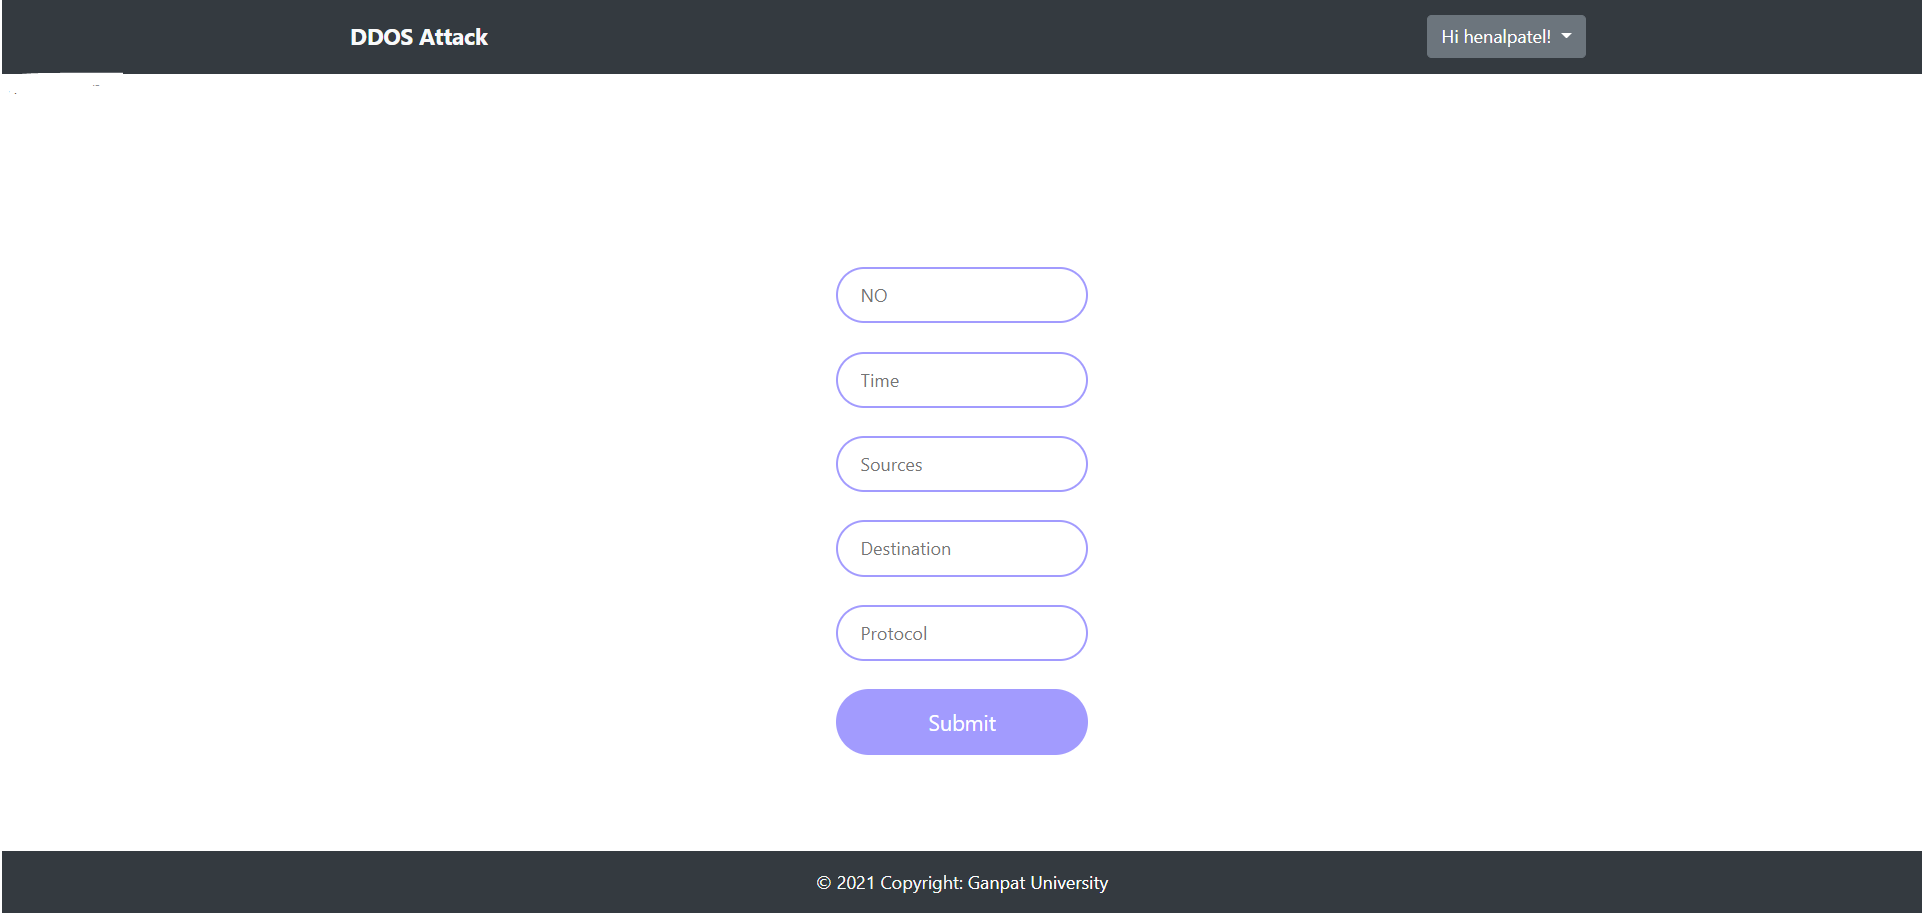 DDOS Attack
Hi henalpatel!
NO
Time
Sources
Destination
Protocol
Submit
© 2021 Copyright: Ganpat University